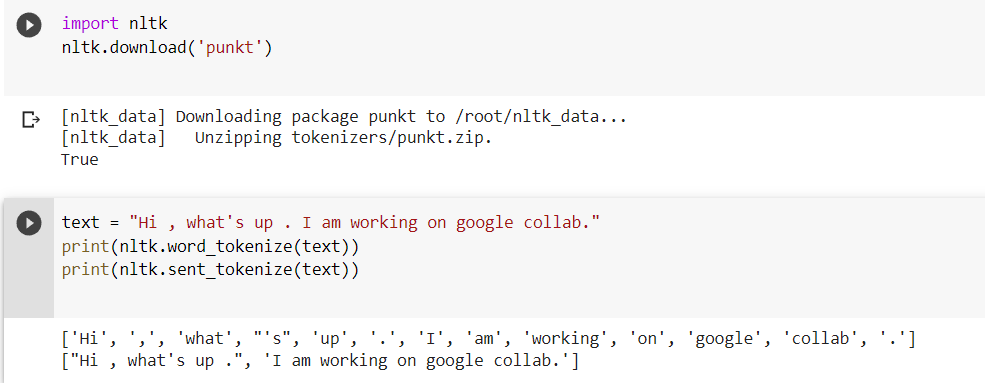 import nltk
nltk.download('punkt')
[nltk_data] Downloading package punkt to /root/nltk_data...
[nltk_data]   Unzipping tokenizers/punkt.zip.
True
text = "Hi , what's up . I am working on google collab."
print(nltk.word_tokenize(text))
print(nltk.sent_tokenize(text))
['Hi', ',', 'what', "'s", 'up', '.', 'I', 'am', 'working', 'on', 'google', 'collab', '.']
["Hi , what's up .", 'I am working on google collab.']